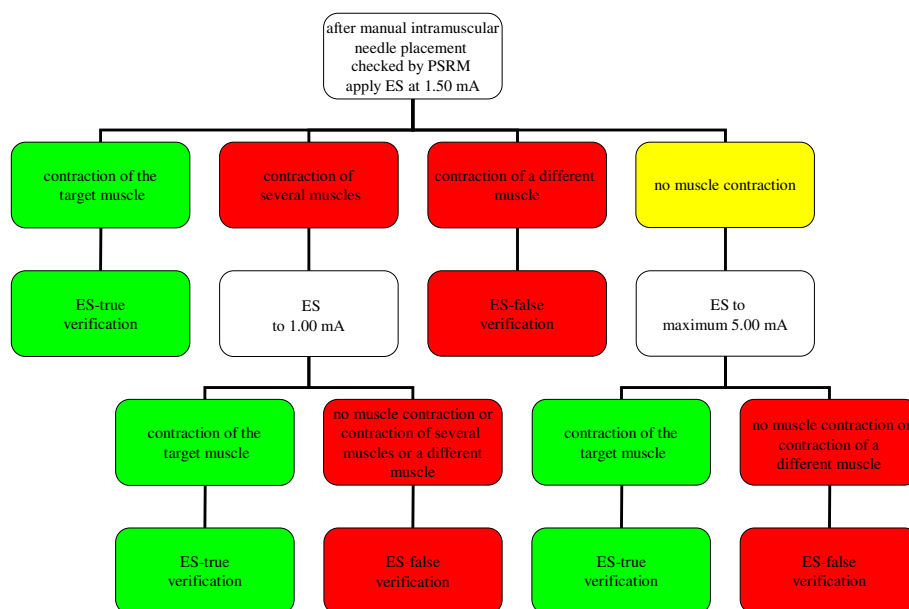 after manual intramuscular
needle placement
checked by PSRM
apply ES at 1.50 mA
contraction of the
target muscle
contraction of
several muscles
contraction of a different
muscle
no muscle contraction
ES-true
verification
ES
to 1.00 mA
ES-false
verification
ES to
maximum 5.00 mA
contraction of the
target muscle
no muscle contraction or
contraction of several
muscles or a different
muscle
contraction of the
target muscle
no muscle contraction or
contraction of a
different muscle
ES-true
verification
ES-false
verification
ES-true
verification
ES-false
verification